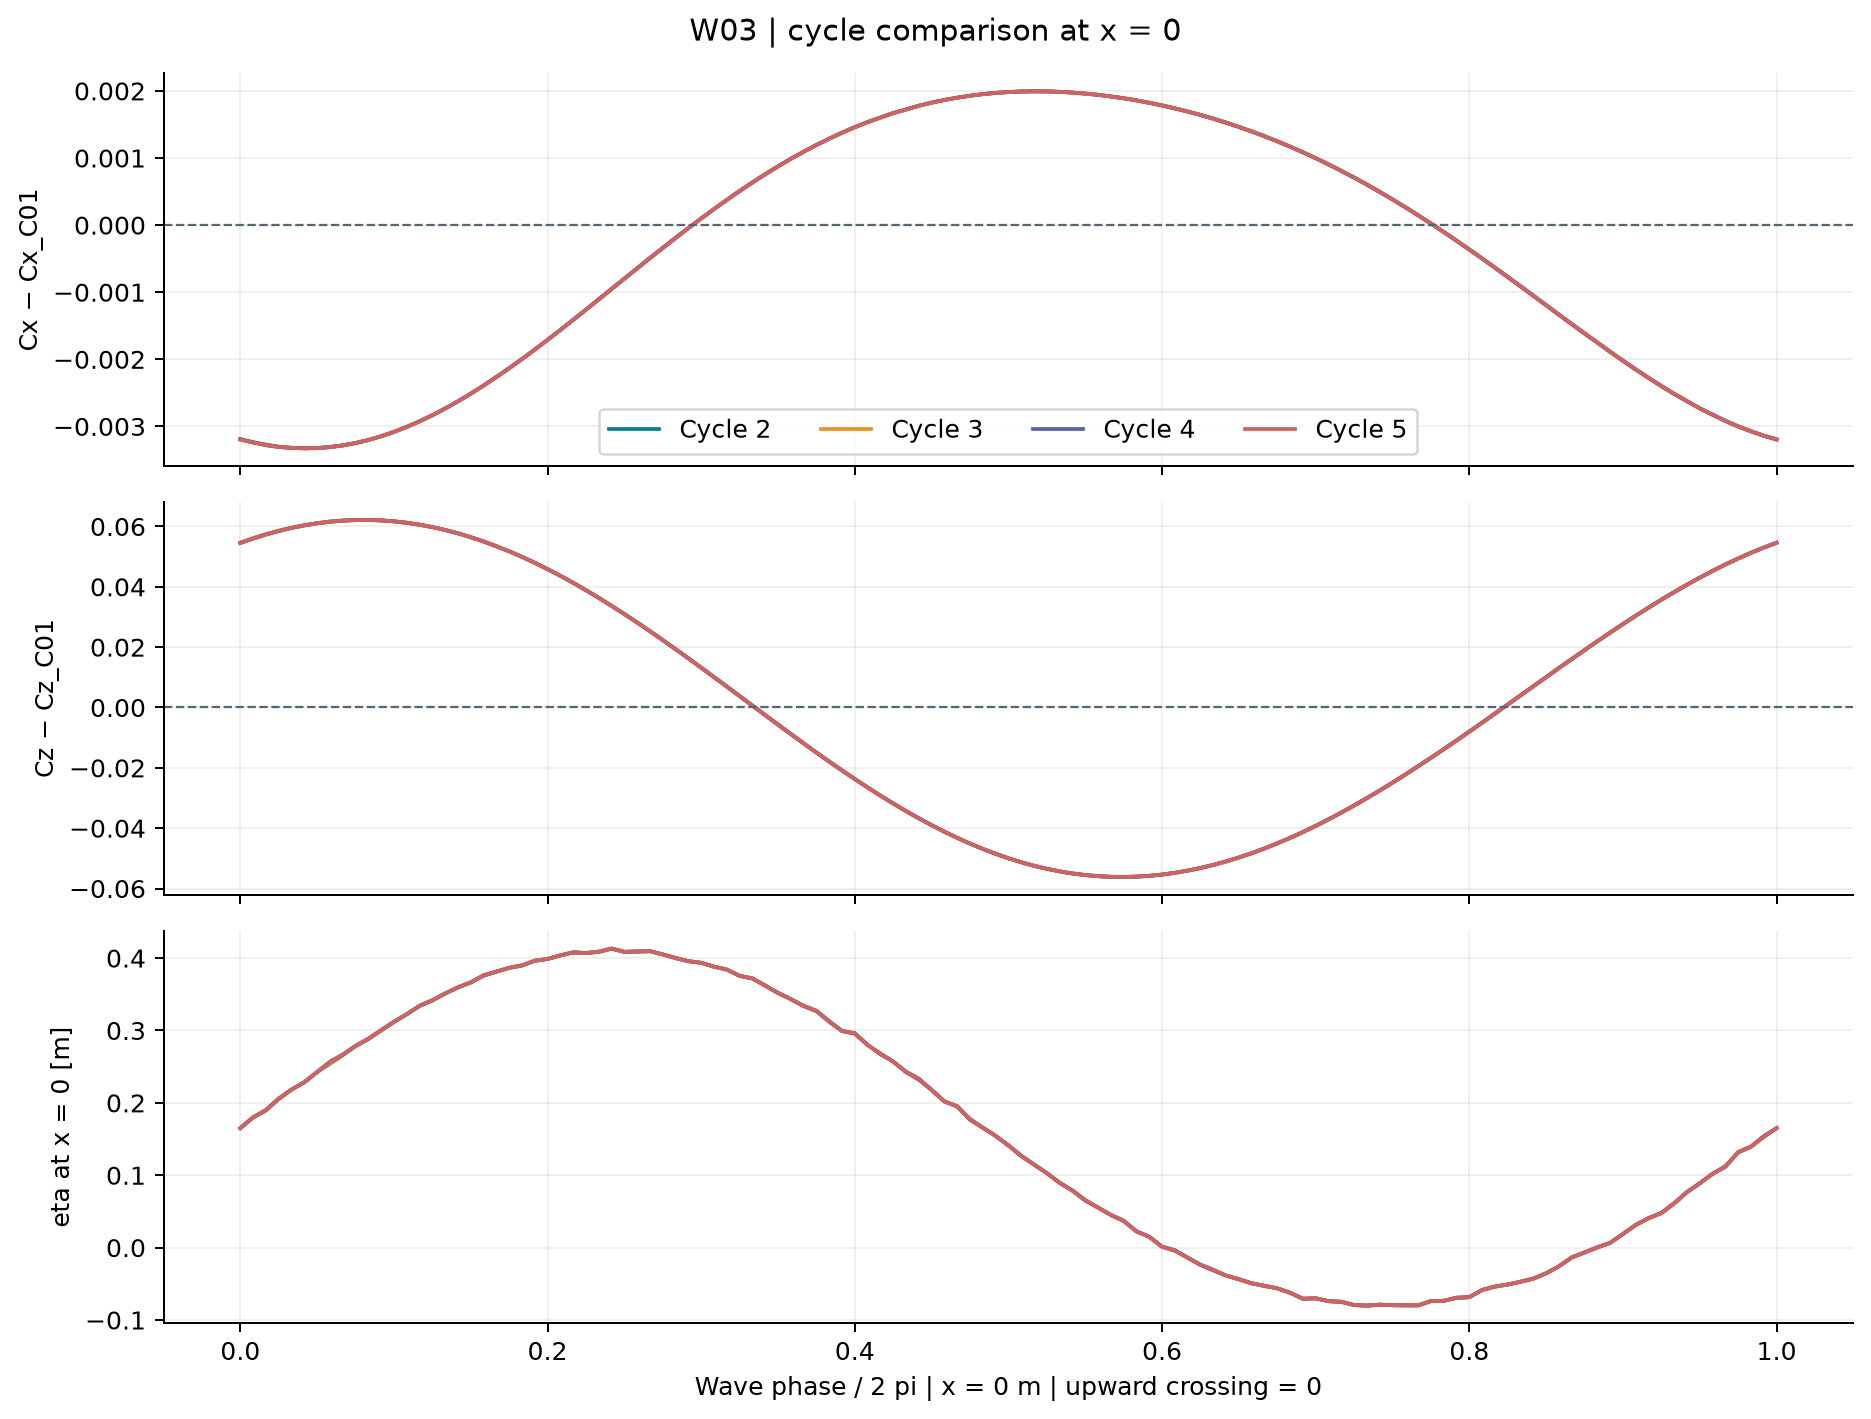 W03 | cycle comparison at x = 0
0.002
0.001
0.000
−0.001
−0.002
−0.003
Cx − Cx_C01
Cycle 2
Cycle 3
Cycle 4
Cycle 5
0.06
0.04
0.02
0.00
−0.02
−0.04
−0.06
Cz − Cz_C01
0.4
0.3
0.2
0.1
0.0
−0.1
eta at x = 0 [m]
0.0 0.2 0.4 0.6 0.8 1.0
Wave phase / 2 pi | x = 0 m | upward crossing = 0